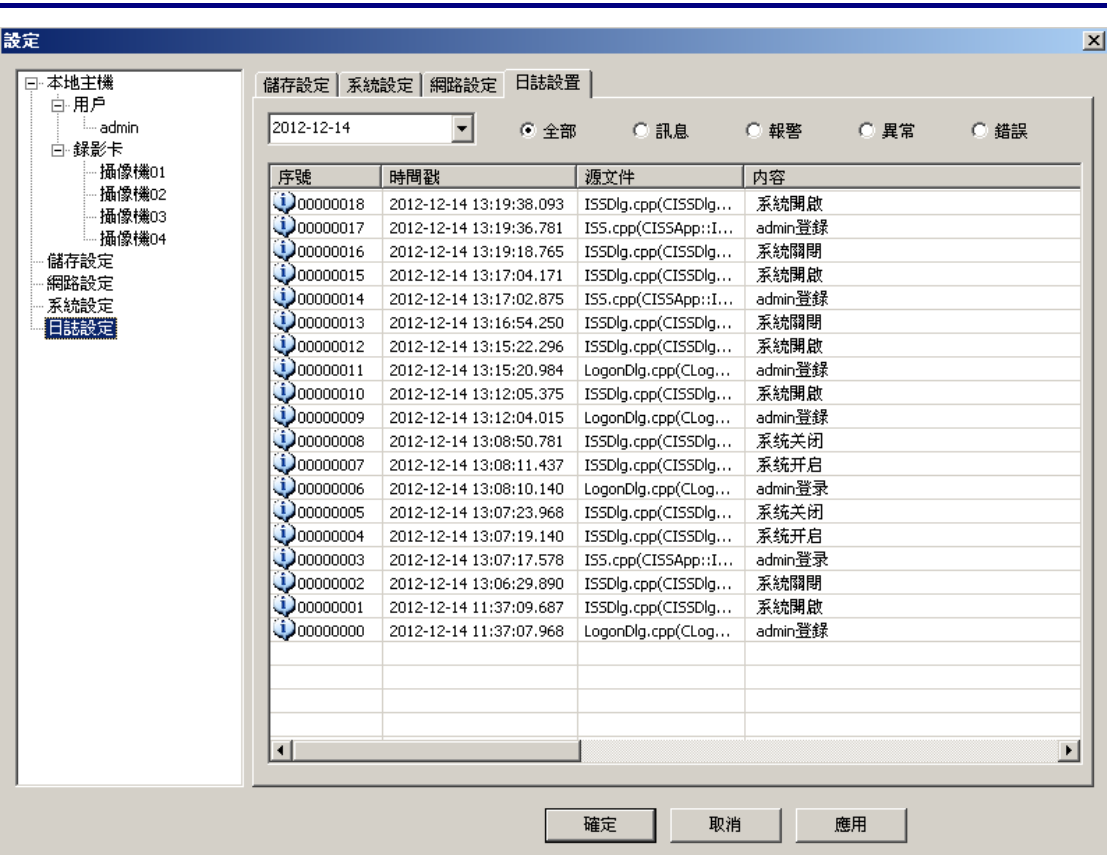 設定
本地主機
用戶
admin
錄影卡
攝像機01
攝像機02
攝像機03
攝像機04
儲存設定
網路設定
系統設定
日誌設定
儲存設定 系統設定 網路設定 日誌設置
2012-12-14 全部 訊息 報警 異常 錯誤
序號 時間戳 源文件 內容
00000018 2012-12-14 13:19:38.093 ISSDlg.cpp(CISSDlg... 系統開啟
00000017 2012-12-14 13:19:36.781 ISS.cpp(CISSApp::I... admin登錄
00000016 2012-12-14 13:19:18.765 ISSDlg.cpp(CISSDlg... 系統關閉
00000015 2012-12-14 13:17:04.171 ISSDlg.cpp(CISSDlg... 系統開啟
00000014 2012-12-14 13:17:02.875 ISS.cpp(CISSApp::I... admin登錄
00000013 2012-12-14 13:16:54.250 ISSDlg.cpp(CISSDlg... 系統關閉
00000012 2012-12-14 13:15:22.296 ISSDlg.cpp(CISSDlg... 系統開啟
00000011 2012-12-14 13:15:20.984 LogonDlg.cpp(CLog... admin登錄
00000010 2012-12-14 13:12:05.375 ISSDlg.cpp(CISSDlg... 系統開啟
00000009 2012-12-14 13:12:04.015 LogonDlg.cpp(CLog... admin登錄
00000008 2012-12-14 13:08:50.781 ISSDlg.cpp(CISSDlg... 系统关闭
00000007 2012-12-14 13:08:11.437 ISSDlg.cpp(CISSDlg... 系统开启
00000006 2012-12-14 13:08:10.140 LogonDlg.cpp(CLog... admin登录
00000005 2012-12-14 13:07:23.968 ISSDlg.cpp(CISSDlg... 系统关闭
00000004 2012-12-14 13:07:19.140 ISSDlg.cpp(CISSDlg... 系统开启
00000003 2012-12-14 13:07:17.578 ISS.cpp(CISSApp::I... admin登录
00000002 2012-12-14 13:06:29.890 ISSDlg.cpp(CISSDlg... 系統關閉
00000001 2012-12-14 11:37:09.687 ISSDlg.cpp(CISSDlg... 系統開啟
00000000 2012-12-14 11:37:07.968 LogonDlg.cpp(CLog... admin登錄
確定 取消 應用